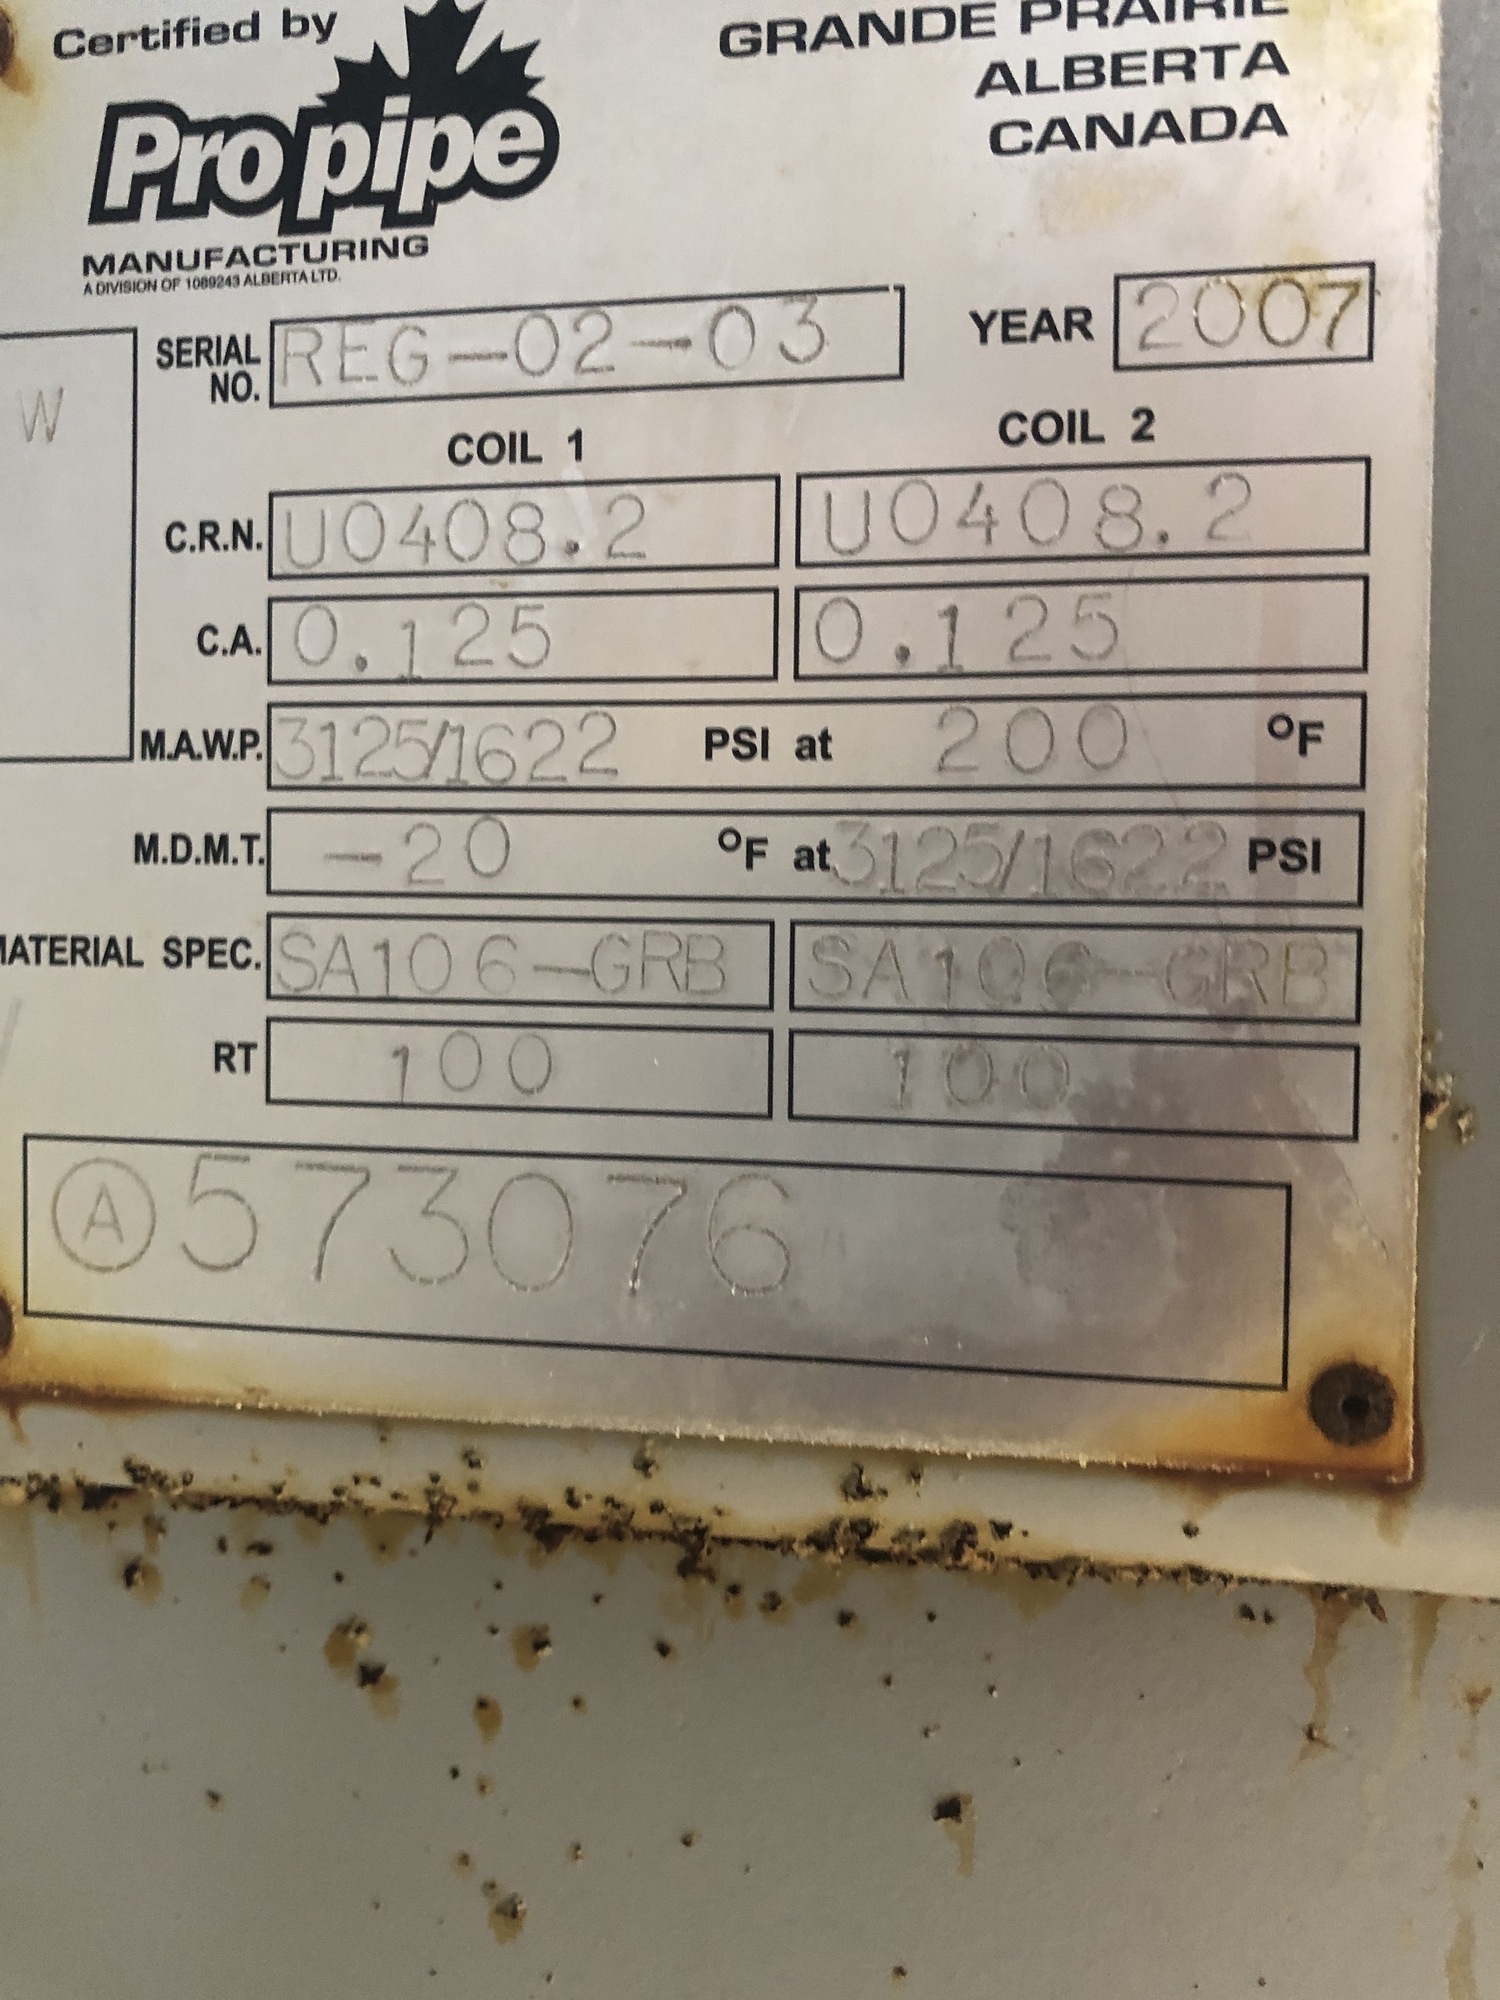 Certified by
GRANDE PRAIRIE
ALBERTA
CANADA
Propipe
MANUFACTURING
A DIVISION OF 1089243 ALBERTA LTD.
SERIAL NO. REG-02-03 YEAR 2007
W
COIL 1 COIL 2
C.R.N. U0408.2 U0408.2
C.A. 0.125 0.125
M.A.W.P. 3125/1622 PSI at 200 °F
M.D.M.T. -20 °F at 3125/1622 PSI
MATERIAL SPEC. SA106-GRB SA106-GRB
RT 100 100
A 573076